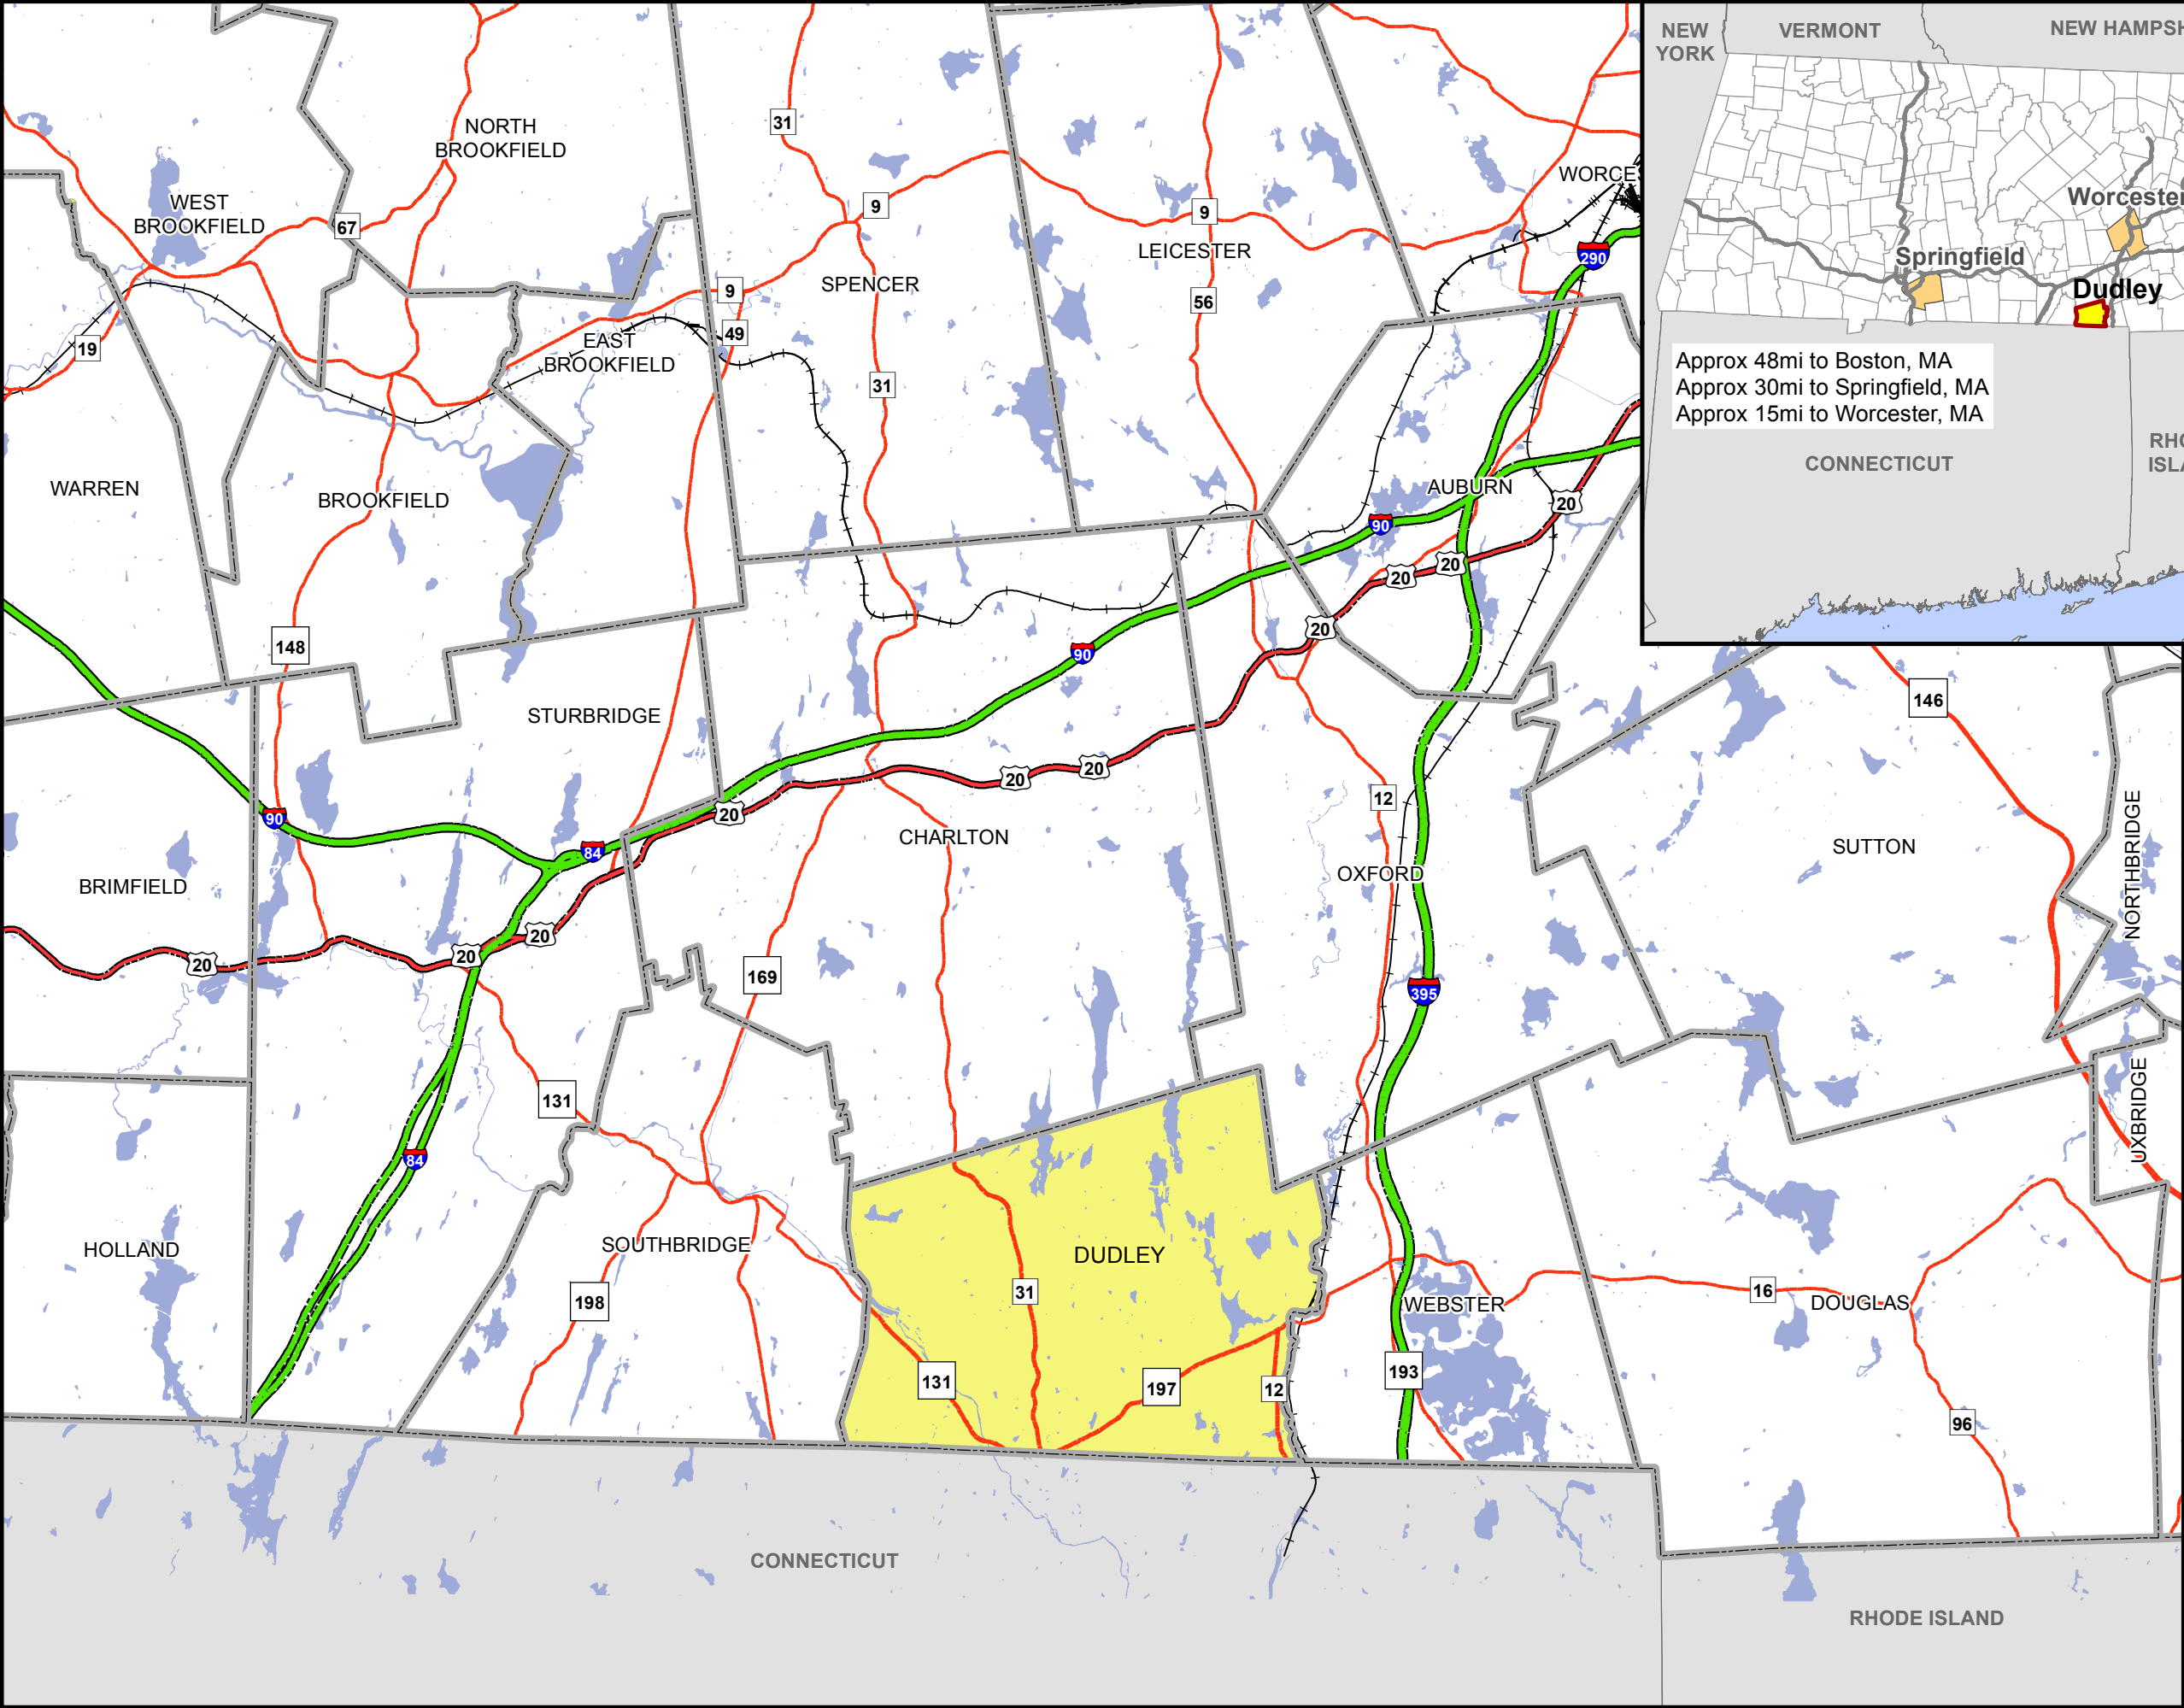 NEW
YORK
VERMONT
NEW HAMPSH
Worcester
Springfield
Dudley
Approx 48mi to Boston, MA
Approx 30mi to Springfield, MA
Approx 15mi to Worcester, MA
CONNECTICUT
RHO
ISLA
NORTH
BROOKFIELD
31
WORCES
WEST
BROOKFIELD
67
9
9
LEICESTER
290
SPENCER
9
56
49
19
EAST
BROOKFIELD
31
WARREN
BROOKFIELD
AUBURN
20
90
20
20
20
148
90
146
STURBRIDGE
20
20
12
90
20
84
CHARLTON
SUTTON
NORTHBRIDGE
BRIMFIELD
OXFORD
20
20
20
169
395
131
UXBRIDGE
84
HOLLAND
SOUTHBRIDGE
DUDLEY
31
198
WEBSTER
16
DOUGLAS
131
197
12
193
96
CONNECTICUT
RHODE ISLAND